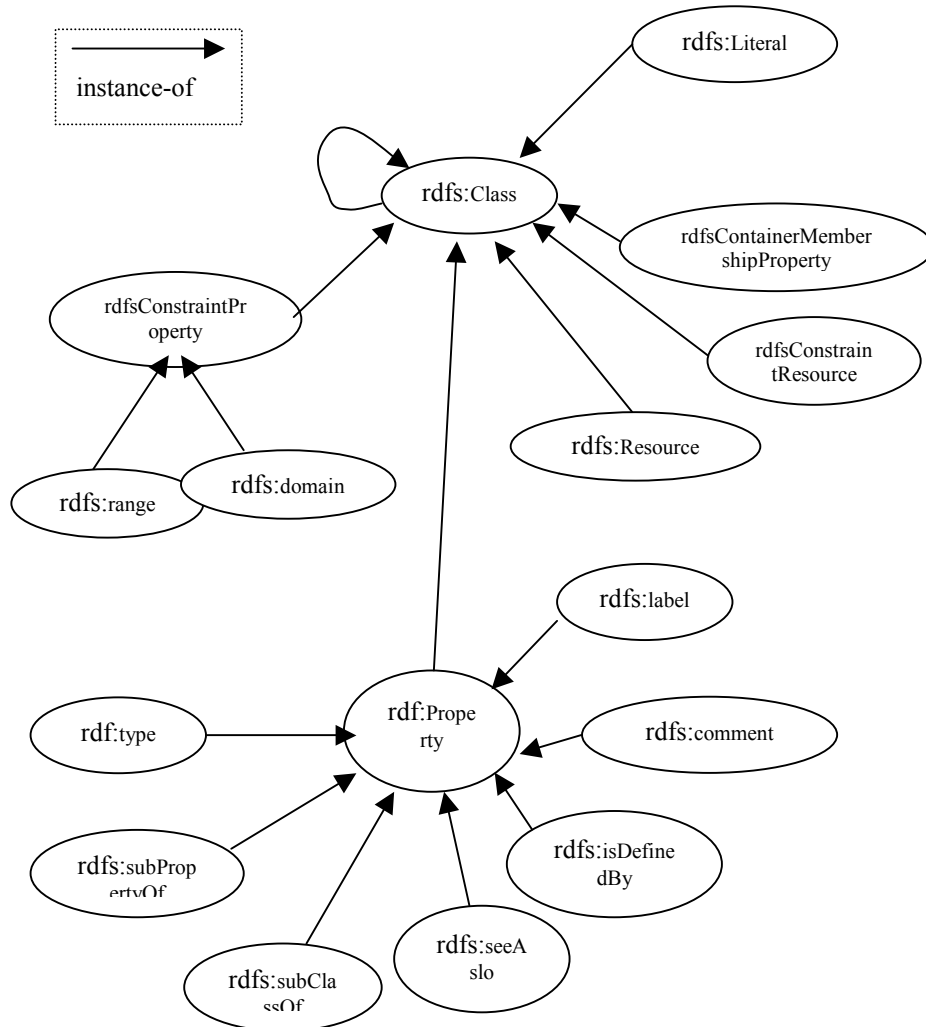 instance-of
rdfs:Literal
rdfs:Class
rdfsContainerMember
shipProperty
rdfsConstraintPr
operty
rdfsConstrain
tResource
rdfs:Resource
rdfs:range
rdfs:domain
rdfs:label
rdf:Prope
rty
rdf:type
rdfs:comment
rdfs:subProp
ertyOf
rdfs:isDefine
dBy
rdfs:seeA
slo
rdfs:subCla
ssOf